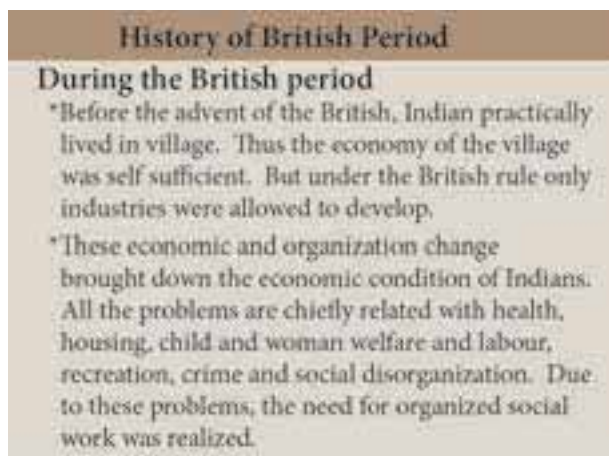 History of British Period
During the British period
*Before the advent of the British, Indian practically
lived in village. Thus the economy of the village
was self sufficient. But under the British rule only
industries were allowed to develop.
*These economic and organization change
brought down the economic condition of Indians.
All the problems are chiefly related with health,
housing, child and woman welfare and labour,
recreation, crime and social disorganization. Due
to these problems, the need for organized social
work was realized.